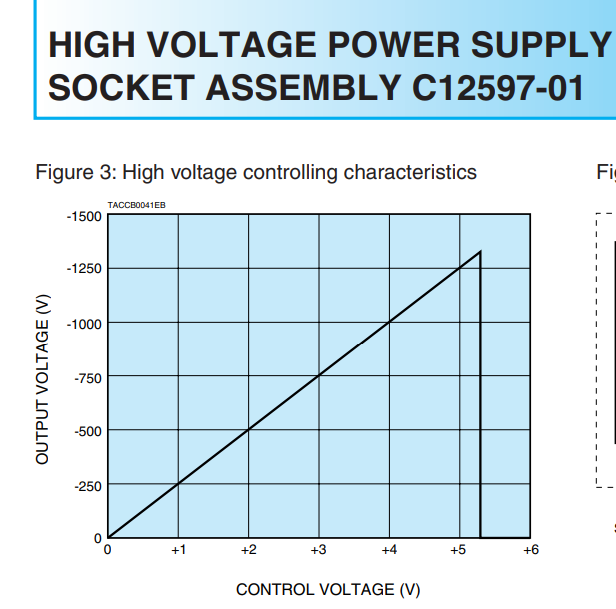 HIGH VOLTAGE POWER SUPPLY
SOCKET ASSEMBLY C12597-01
Figure 3: High voltage controlling characteristics
TACCB0041EB
-1500
-1250
-1000
-750
-500
-250
0
OUTPUT VOLTAGE (V)
0 +1 +2 +3 +4 +5 +6
CONTROL VOLTAGE (V)
Fi